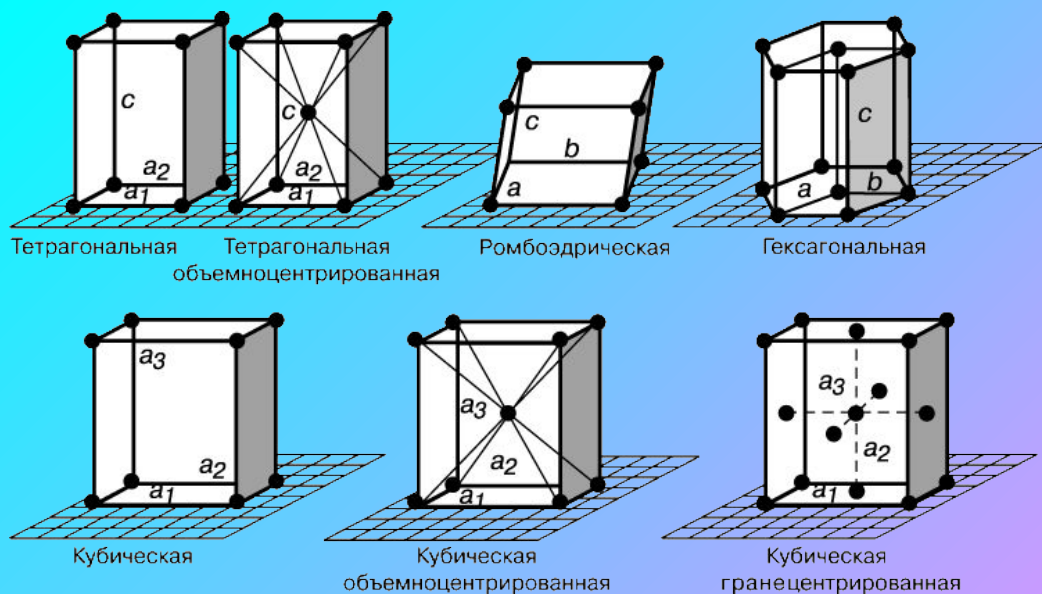 c
a2
a1
c
a2
a1
c
b
a
c
a
b
Тетрагональная
Тетрагональная
объемноцентрированная
Ромбоэдрическая
Гексагональная
a3
a2
a1
a3
a2
a1
a3
a2
a1
Кубическая
Кубическая
объемноцентрированная
Кубическая
гранецентрированная